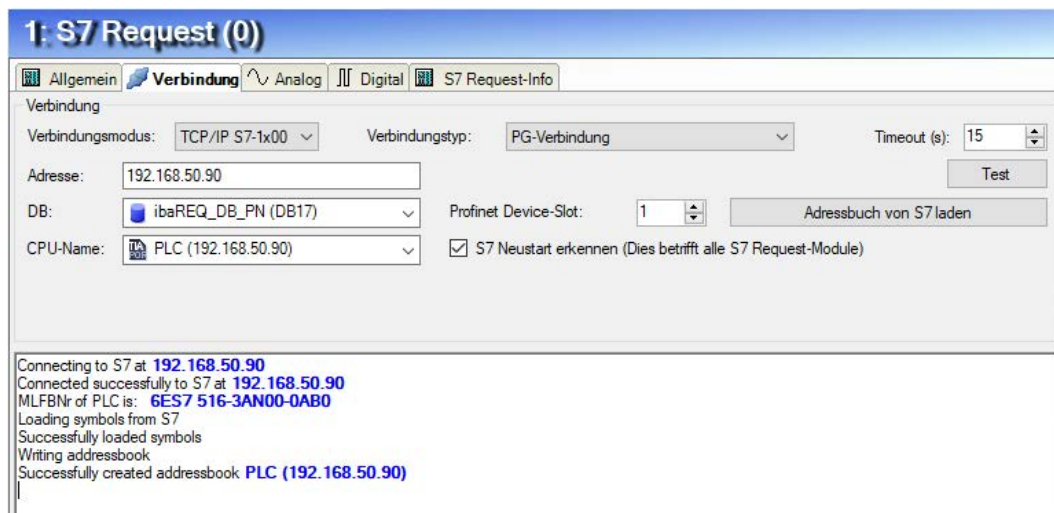 1: S7 Request (0)
Allgemein Verbindung Analog Digital S7 Request-Info
Verbindung
Verbindungsmodus: TCP/IP S7-1x00 Verbindungstyp: PG-Verbindung Timeout (s): 15
Adresse: 192.168.50.90 Test
DB: ibaREQ_DB_PN (DB17) Profinet Device-Slot: 1 Adressbuch von S7 laden
CPU-Name: PLC (192.168.50.90) S7 Neustart erkennen (Dies betrifft alle S7 Request-Module)
Connecting to S7 at 192.168.50.90
Connected successfully to S7 at 192.168.50.90
MLFBNr of PLC is: 6ES7 516-3AN00-0AB0
Loading symbols from S7
Successfully loaded symbols
Writing addressbook
Successfully created addressbook PLC (192.168.50.90)